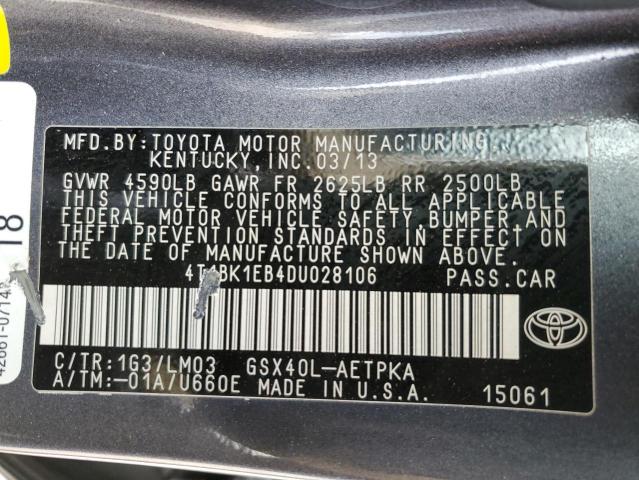 MFD.BY:TOYOTA MOTOR MANUFACTURING,
KENTUCKY,INC.03/13
GVWR 4590LB GAWR FR 2625LB RR 2500LB
THIS VEHICLE CONFORMS TO ALL APPLICABLE
FEDERAL MOTOR VEHICLE SAFETY,BUMPER,AND
THEFT PREVENTION STANDARDS IN EFFECT ON
THE DATE OF MANUFACTURE SHOWN ABOVE.
4T1BK1EB4DU028106 PASS.CAR
C/TR:1G3/LM03 GSX40L-AETPKA
A/TM:-01A/U660E MADE IN U.S.A. 15061
18